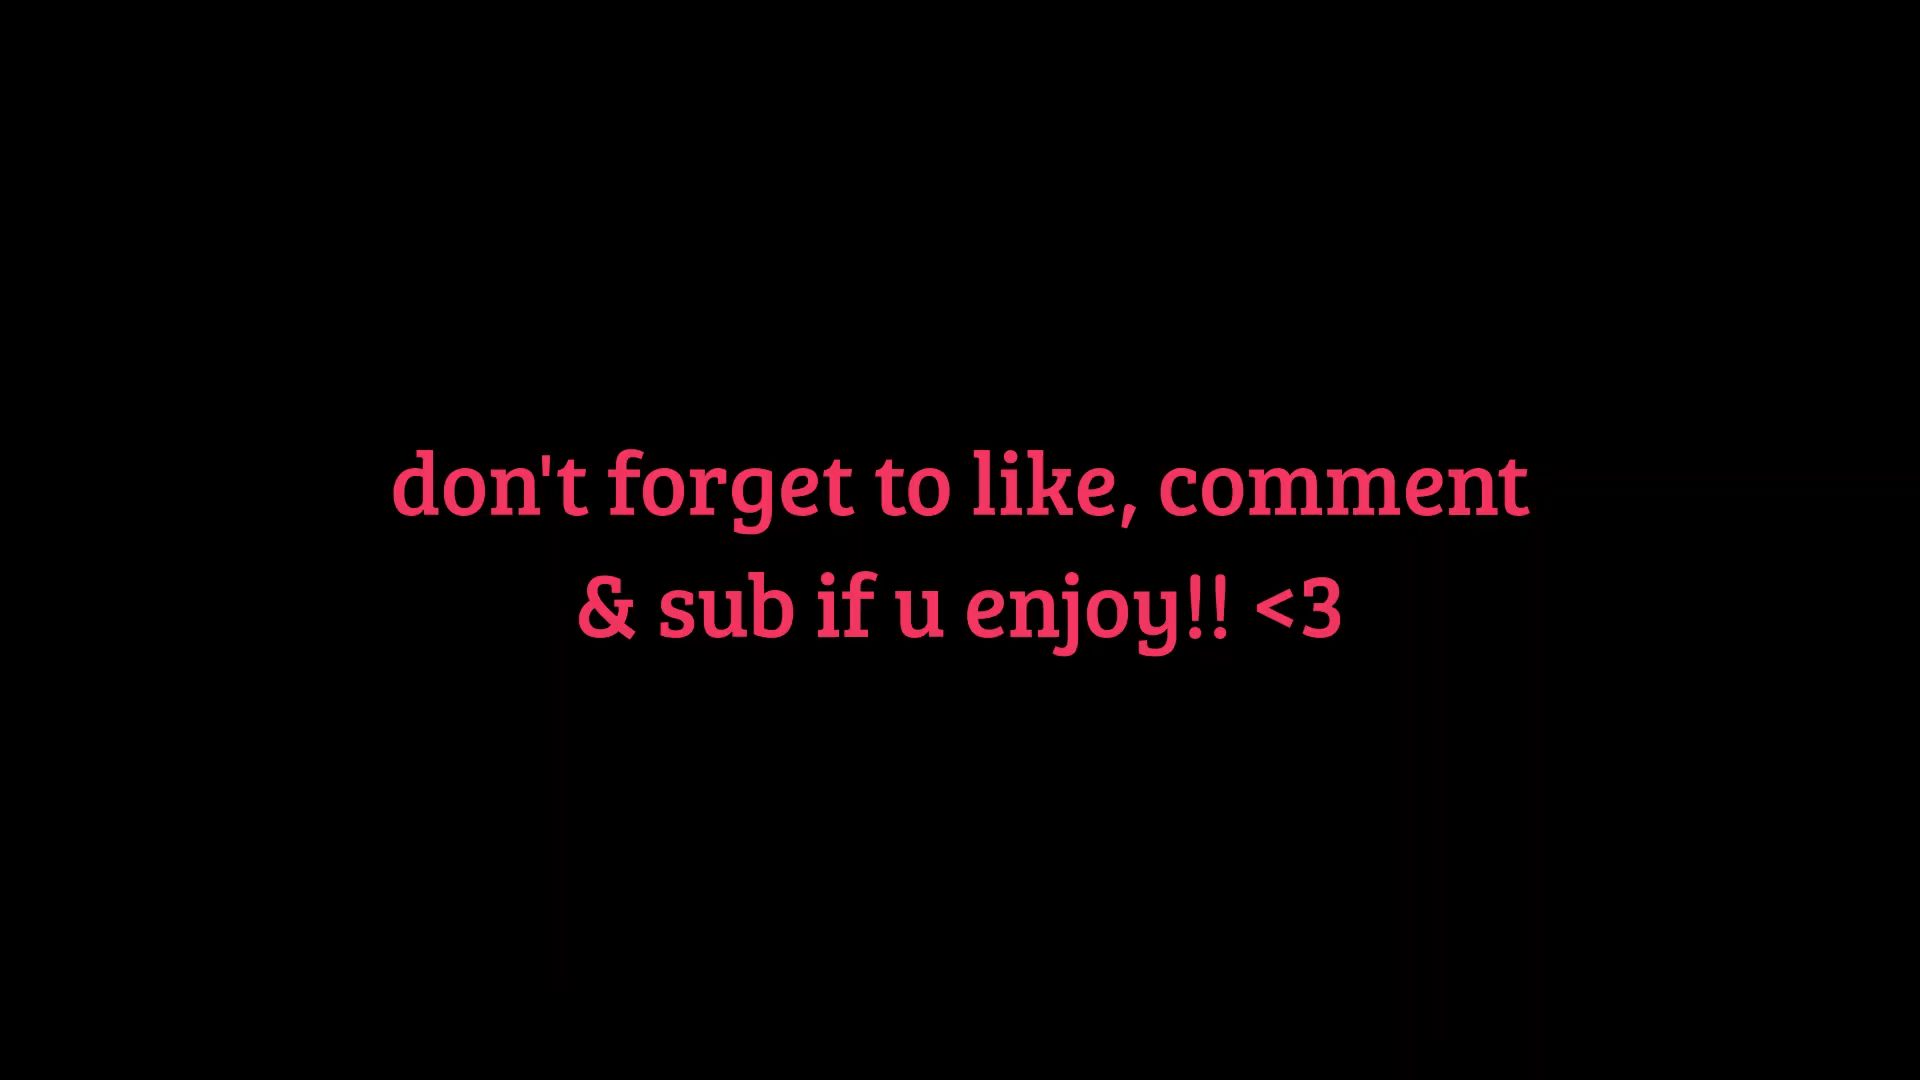 don't forget to like, comment
& sub if u enjoy!! <3